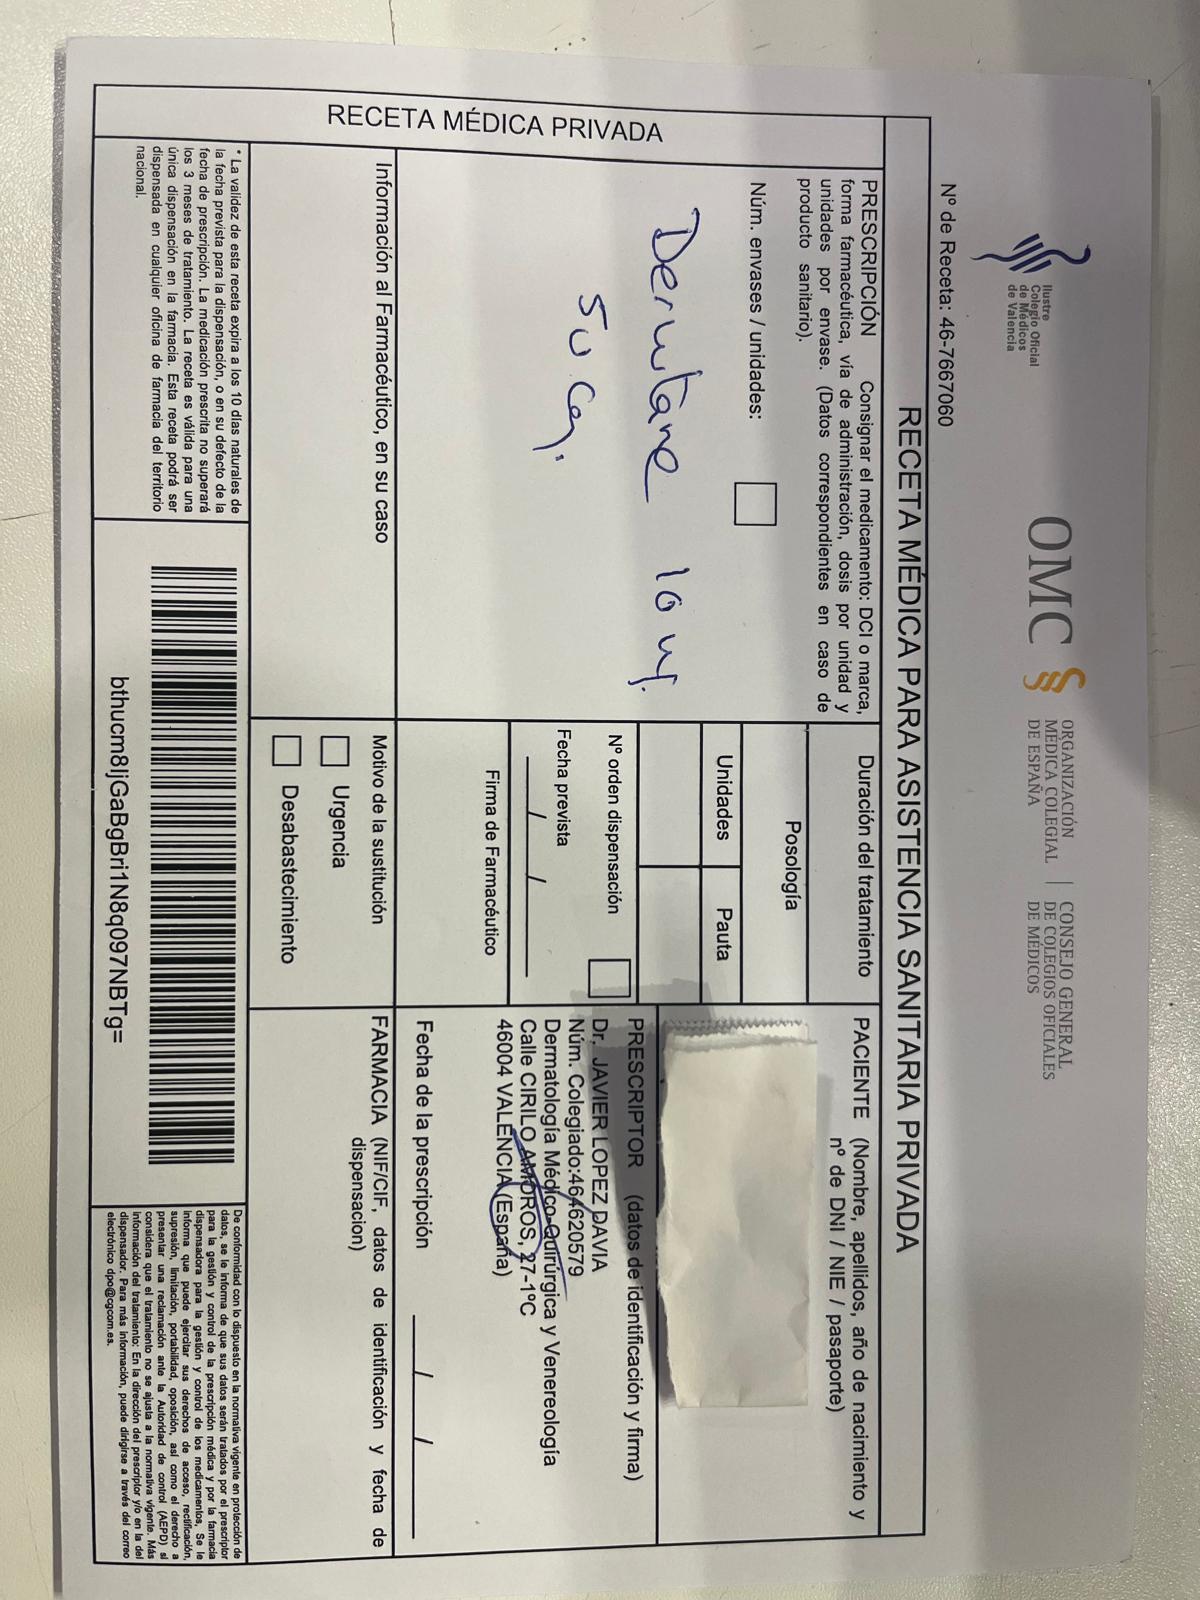 Ilustre
Colegio Oficial
de Médicos
de Valencia
OMC
ORGANIZACIÓN
MÉDICA COLEGIAL
DE ESPAÑA
CONSEJO GENERAL
DE COLEGIOS OFICIALES
DE MÉDICOS
Nº de Receta: 46-7667060
RECETA MÉDICA PARA ASISTENCIA SANITARIA PRIVADA
RECETA MÉDICA PRIVADA
PRESCRIPCIÓN Consignar el medicamento: DCI o marca,
forma farmacéutica, vía de administración, dosis por unidad y
unidades por envase. (Datos correspondientes en caso de
producto sanitario).
Núm. envases / unidades:
Dermutane 10
50
Duración del tratamiento
Posología
Unidades
Pauta
Nº orden dispensación
Fecha prevista
/ /
Firma de Farmacéutico
PACIENTE (Nombre, apellidos, año de nacimiento y
nº de DNI / NIE / pasaporte)
PRESCRIPTOR (datos de identificación y firma)
Dr. JAVIER LOPEZ DAVIA
Núm. Colegiado:464620579
Dermatología Médico-Quirúrgica y Venereología
Calle CIRILO AMOROS, 27-1ºC
46004 VALENCIA (España)
Fecha de la prescripción
/ /
Información al Farmacéutico, en su caso
Motivo de la sustitución
Urgencia
Desabastecimiento
FARMACIA (NIF/CIF, datos de identificación y fecha de
dispensacion)
* La validez de esta receta expira a los 10 días naturales de
la fecha prevista para la dispensación, o en su defecto de la
fecha de prescripción. La medicación prescrita no superará
los 3 meses de tratamiento. La receta es válida para una
única dispensación en la farmacia. Esta receta podrá ser
dispensada en cualquier oficina de farmacia del territorio
nacional.
bthucm8IjGaBgBri1N8q097NBTg=
De conformidad con lo dispuesto en la normativa vigente en protección de
datos, se le informa de que sus datos serán tratados por el prescriptor
para la gestión y control de la prescripción médica y por la farmacia
dispensadora para la gestión y control de los medicamentos, Se le
informa que puede ejercitar sus derechos de acceso, rectificación,
supresión, limitación, portabilidad, oposición, así como el derecho a
presentar una reclamación ante la Autoridad de control (AEPD) si
considera que el tratamiento no se ajusta a la normativa vigente. Más
información del tratamiento: En la dirección del prescriptor y/o en la del
dispensador. Para más información, puede dirigirse a través del correo
electrónico dpo@cgcom.es.